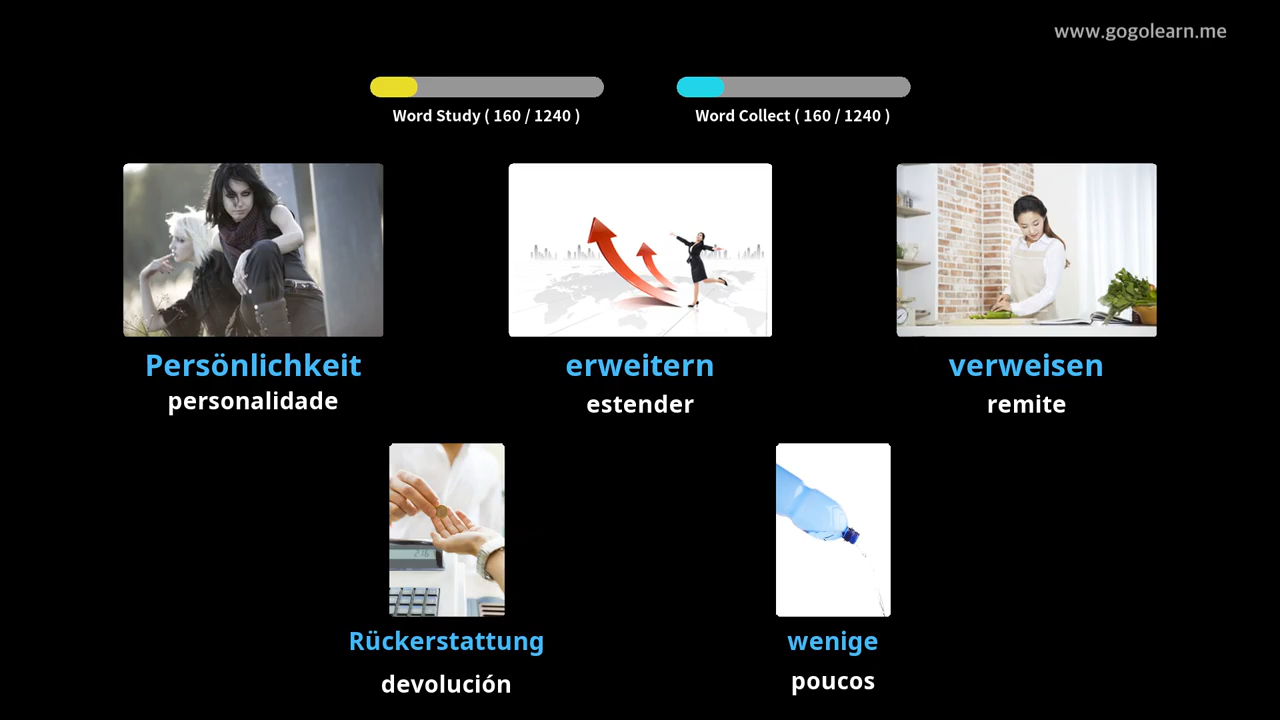 www.gogolearn.me
Word Study ( 160 / 1240 )
Word Collect ( 160 / 1240 )
Persönlichkeit
personalidade
erweitern
estender
verweisen
remite
Rückerstattung
devolución
wenige
poucos